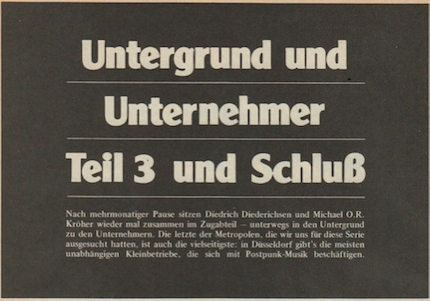 Untergrund und
Unternehmer
Teil 3 und Schluß
Nach mehrmonatiger Pause sitzen Diedrich Diederichsen und Michael O.R.
Kröher wieder mal zusammen im Zugabteil – unterwegs in den Untergrund
zu den Unternehmern. Die letzte der Metropolen, die wir uns für diese Serie
ausgesucht hatten, ist auch die vielseitigste: in Düsseldorf gibt's die meisten
unabhängigen Kleinbetriebe, die sich mit Postpunk-Musik beschäftigen.